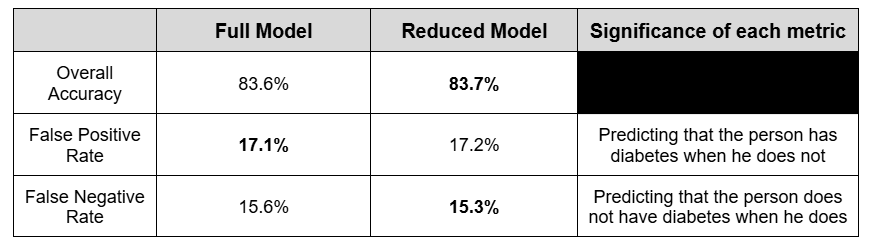 Full Model Reduced Model Significance of each metric
Overall
Accuracy
83.6% 83.7%
False Positive
Rate
17.1% 17.2%
Predicting that the person has
diabetes when he does not
False Negative
Rate
15.6% 15.3%
Predicting that the person does
not have diabetes when he does